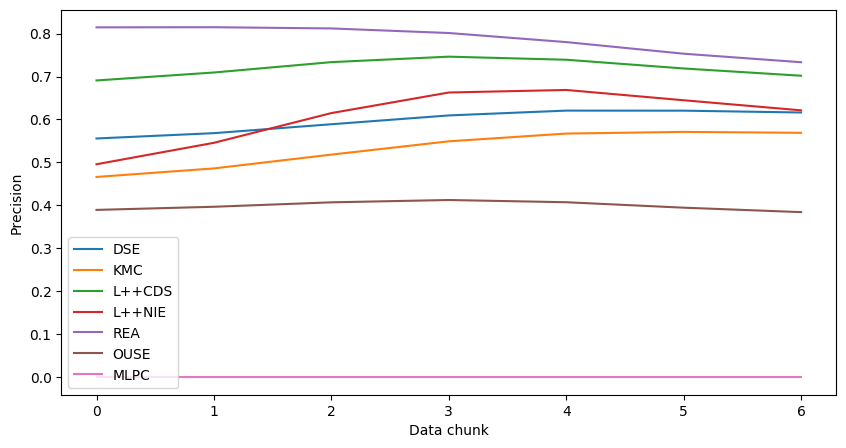 0.8
0.7
0.6
0.5
0.4
0.3
0.2
0.1
0.0
Precision
DSE
KMC
L++CDS
L++NIE
REA
OUSE
MLPC
0 1 2 3 4 5 6
Data chunk